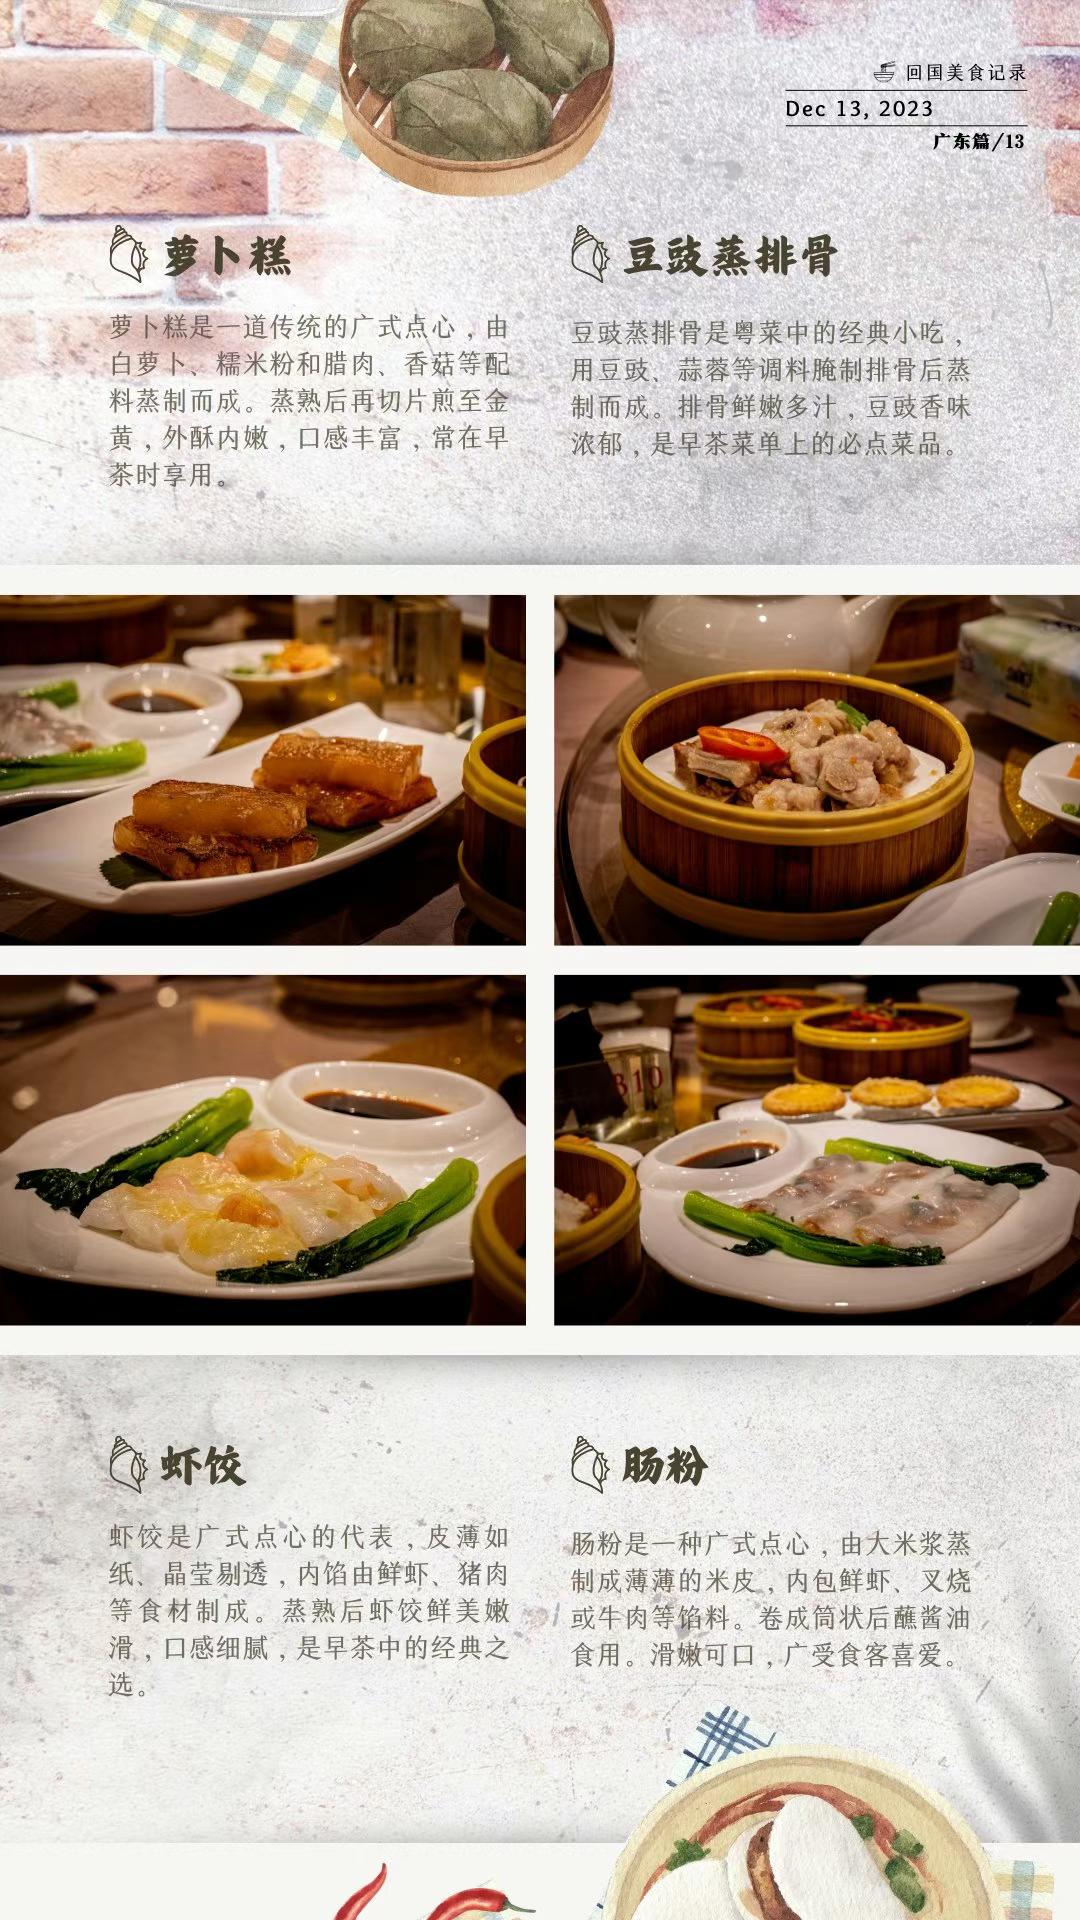 回国美食记录
Dec 13, 2023
广东篇/13
萝卜糕
萝卜糕是一道传统的广式点心，由
白萝卜、糯米粉和腊肉、香菇等配
料蒸制而成。蒸熟后再切片煎至金
黄，外酥内嫩，口感丰富，常在早
茶时享用。
豆豉蒸排骨
豆豉蒸排骨是粤菜中的经典小吃，
用豆豉、蒜蓉等调料腌制排骨后蒸
制而成。排骨鲜嫩多汁，豆豉香味
浓郁，是早茶菜单上的必点菜品。
310
虾饺
虾饺是广式点心的代表，皮薄如
纸、晶莹剔透，内馅由鲜虾、猪肉
等食材制成。蒸熟后虾饺鲜美嫩
滑，口感细腻，是早茶中的经典之
选。
肠粉
肠粉是一种广式点心，由大米浆蒸
制成薄薄的米皮，内包鲜虾、叉烧
或牛肉等馅料。卷成筒状后蘸酱油
食用。滑嫩可口，广受食客喜爱。